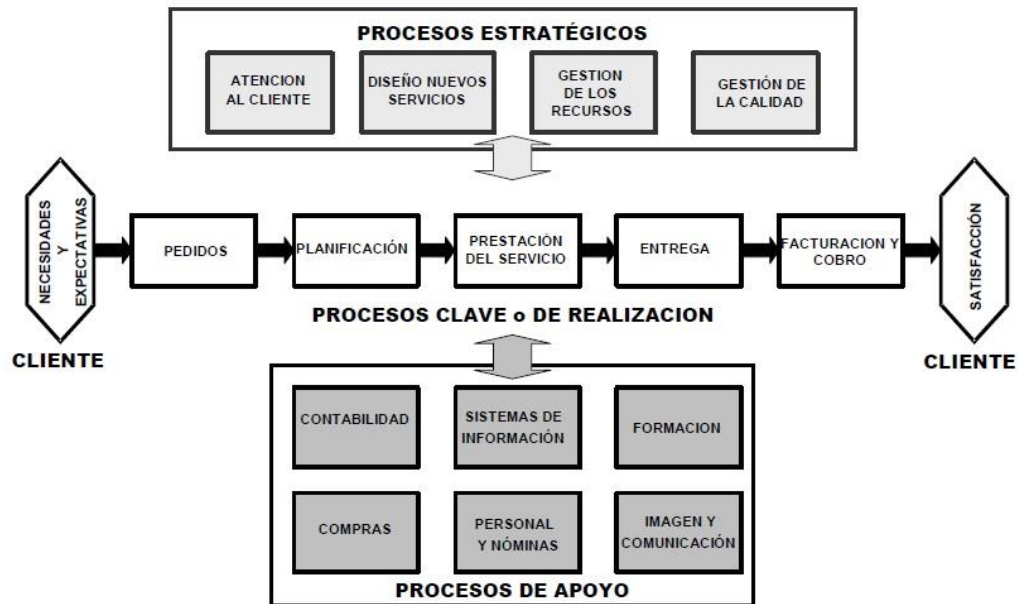 PROCESOS ESTRATÉGICOS
ATENCION
AL CLIENTE
DISEÑO NUEVOS
SERVICIOS
GESTION
DE LOS
RECURSOS
GESTIÓN DE
LA CALIDAD
NECESIDADES
Y
EXPECTATIVAS
CLIENTE
PEDIDOS
PLANIFICACIÓN
PRESTACIÓN
DEL SERVICIO
ENTREGA
FACTURACION Y
COBRO
SATISFACCIÓN
CLIENTE
PROCESOS CLAVE o DE REALIZACION
CONTABILIDAD
SISTEMAS DE
INFORMACIÓN
FORMACION
COMPRAS
PERSONAL
Y NÓMINAS
IMAGEN Y
COMUNICACIÓN
PROCESOS DE APOYO